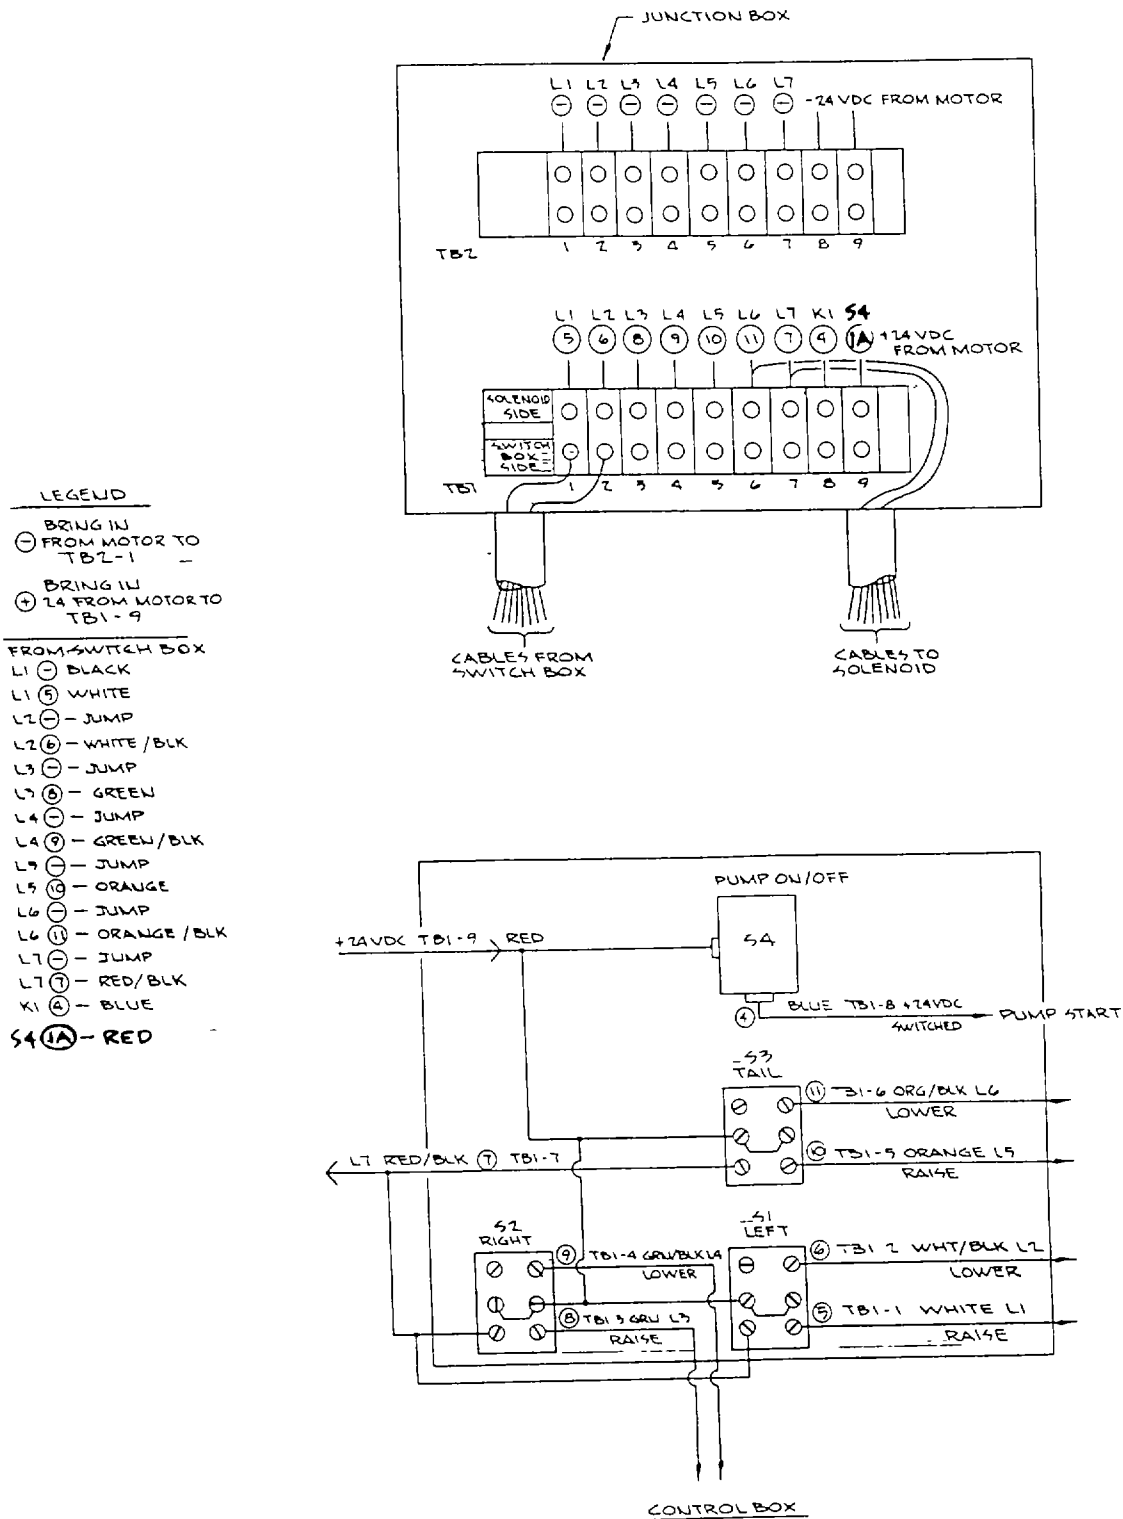 JUNCTION BOX
L1 L2 L3 L4 L5 L6 L7
- - - - - - - -24 VDC FROM MOTOR
1 2 3 4 5 6 7 8 9
TB2
L1 L2 L3 L4 L5 L6 L7 K1 S4
5 6 8 9 10 11 7 4 1A +24 VDC
FROM MOTOR
SOLENOID
SIDE
SWITCH
BOX
SIDE
TB1 1 2 3 4 5 6 7 8 9
CABLES FROM
SWITCH BOX
CABLES TO
SOLENOID
LEGEND
BRING IN
- FROM MOTOR TO
TB2-1
BRING IN
+ 24 FROM MOTOR TO
TB1-9
FROM SWITCH BOX
L1 - BLACK
L1 5 WHITE
L2 - - JUMP
L2 6 - WHITE/BLK
L3 - - JUMP
L3 8 - GREEN
L4 - - JUMP
L4 9 - GREEN/BLK
L5 - - JUMP
L5 10 - ORANGE
L6 - - JUMP
L6 11 - ORANGE/BLK
L7 - - JUMP
L7 7 - RED/BLK
K1 4 - BLUE
S4 1A - RED
PUMP ON/OFF
S4
+24VDC TB1-9 RED
4 BLUE TB1-8 +24VDC
SWITCHED
PUMP START
S3
TAIL
11 TB1-6 ORG/BLK L6
LOWER
L7 RED/BLK 7 TB1-7
10 TB1-5 ORANGE L5
RAISE
S2
RIGHT
9 TB1-4 GRN/BLK L4
LOWER
8 TB1 3 GRN L3
RAISE
S1
LEFT
6 TB1 2 WHT/BLK L2
LOWER
5 TB1-1 WHITE L1
RAISE
CONTROL BOX